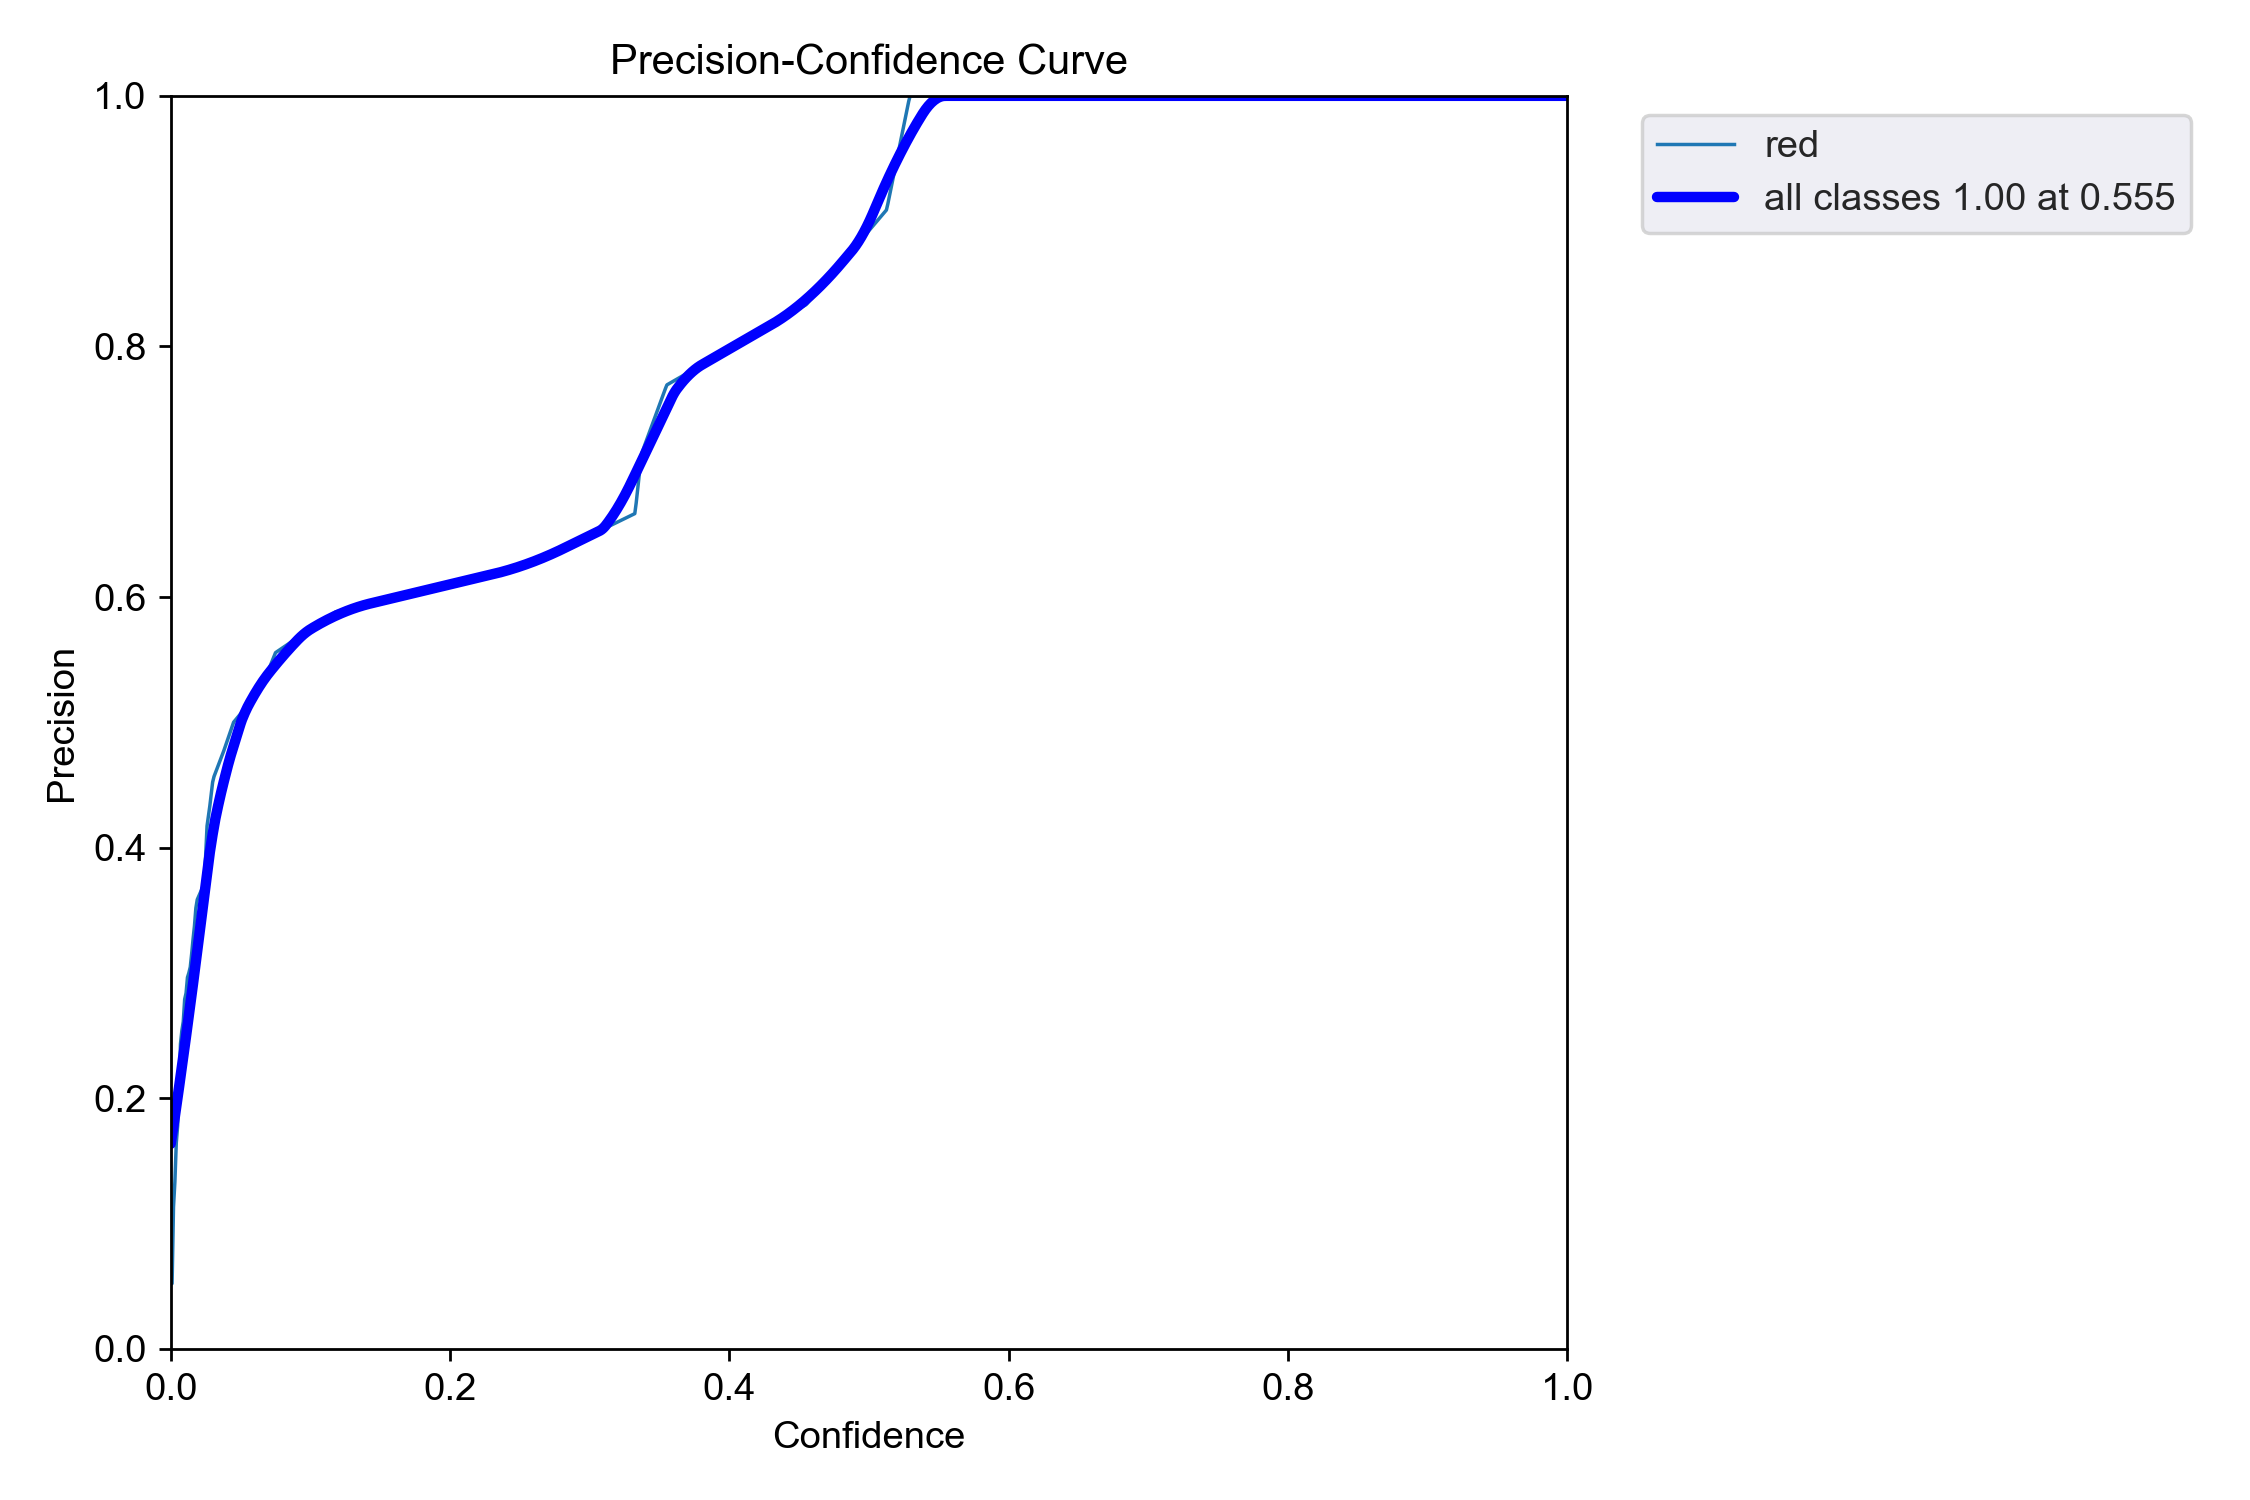 Precision-Confidence Curve
1.0
0.8
0.6
0.4
0.2
0.0
Precision
0.0 0.2 0.4 0.6 0.8 1.0
Confidence
red
all classes 1.00 at 0.555